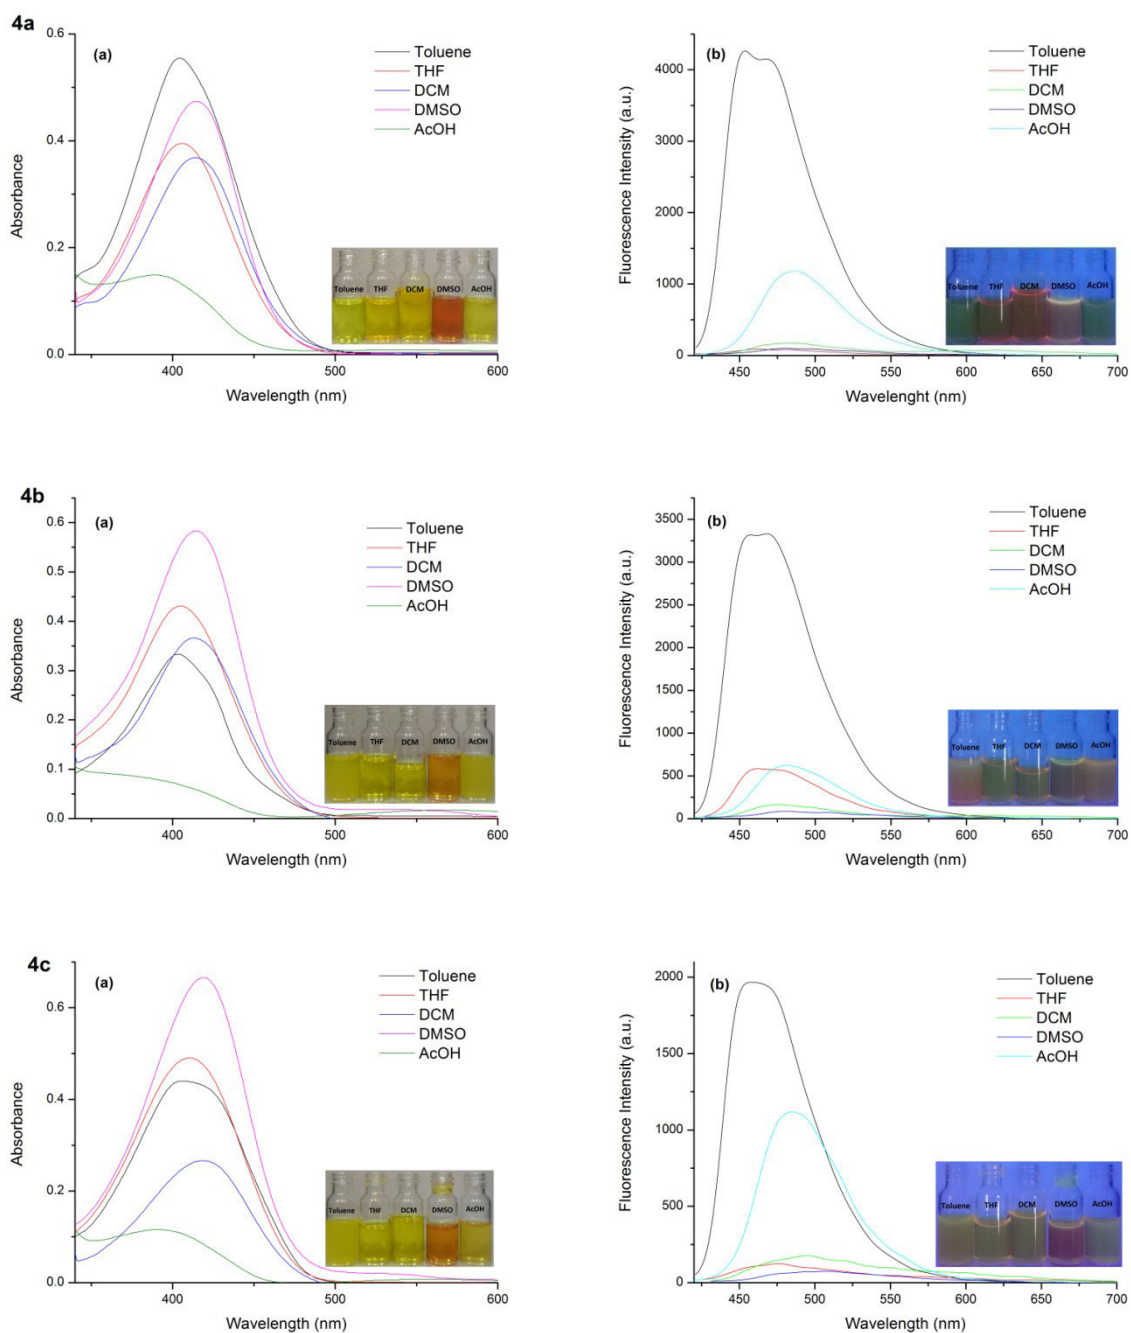 4a
(a)
Toluene
THF
DCM
DMSO
AcOH
0.6
0.4
0.2
0.0
Absorbance
400
500
600
Wavelength (nm)
Toluene THF DCM DMSO AcOH
(b)
Toluene
THF
DCM
DMSO
AcOH
4000
3000
2000
1000
0
Fluorescence Intensity (a.u.)
450 500 550 600 650 700
Wavelenght (nm)
Toluene THF DCM DMSO AcOH
4b
(a)
Toluene
THF
DCM
DMSO
AcOH
0.6
0.5
0.4
0.3
0.2
0.1
0.0
Absorbance
400
500
600
Wavelength (nm)
Toluene THF DCM DMSO AcOH
(b)
Toluene
THF
DCM
DMSO
AcOH
3500
3000
2500
2000
1500
1000
500
0
Fluorescence Intensity (a.u.)
450 500 550 600 650 700
Wavelength (nm)
Toluene THF DCM DMSO AcOH
4c
(a)
Toluene
THF
DCM
DMSO
AcOH
0.6
0.4
0.2
0.0
Absorbance
400
500
600
Wavelength (nm)
Toluene THF DCM DMSO AcOH
(b)
Toluene
THF
DCM
DMSO
AcOH
2000
1500
1000
500
0
Fluorescence Intensity (a.u.)
450 500 550 600 650 700
Wavelength (nm)
Toluene THF DCM DMSO AcOH